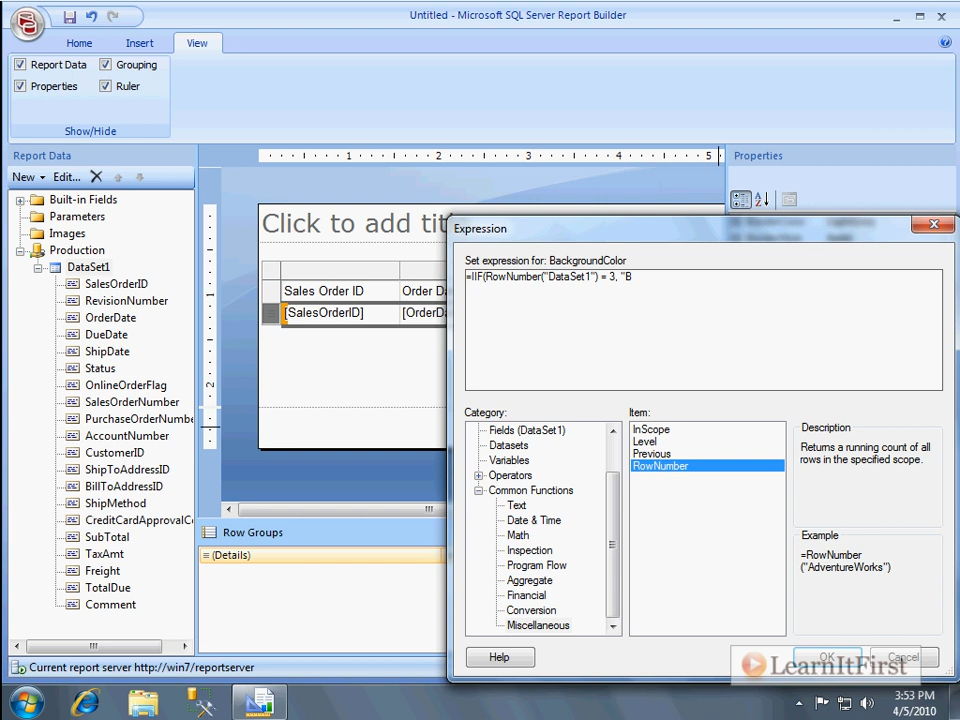 Untitled - Microsoft SQL Server Report Builder
Home Insert View
Report Data Grouping
Properties Ruler
Show/Hide
Report Data
New Edit...
Built-in Fields
Parameters
Images
Production
DataSet1
SalesOrderID
RevisionNumber
OrderDate
DueDate
ShipDate
Status
OnlineOrderFlag
SalesOrderNumber
PurchaseOrderNumbe
AccountNumber
CustomerID
ShipToAddressID
BillToAddressID
ShipMethod
CreditCardApprovalC
SubTotal
TaxAmt
Freight
TotalDue
Comment
1 2 3 4 5
1
2
Click to add tit
Sales Order ID Order Da
[SalesOrderID] [OrderDa
Row Groups
(Details)
Properties
Expression
Set expression for: BackgroundColor
=IIF(RowNumber("DataSet1") = 3, "B
Category:
Fields (DataSet1)
Datasets
Variables
Operators
Common Functions
Text
Date & Time
Math
Inspection
Program Flow
Aggregate
Financial
Conversion
Miscellaneous
Item:
InScope
Level
Previous
RowNumber
Description
Returns a running count of all
rows in the specified scope.
Example
=RowNumber
("AdventureWorks")
Help OK Cancel
LearnItFirst
Current report server http://win7/reportserver
3:53 PM
4/5/2010